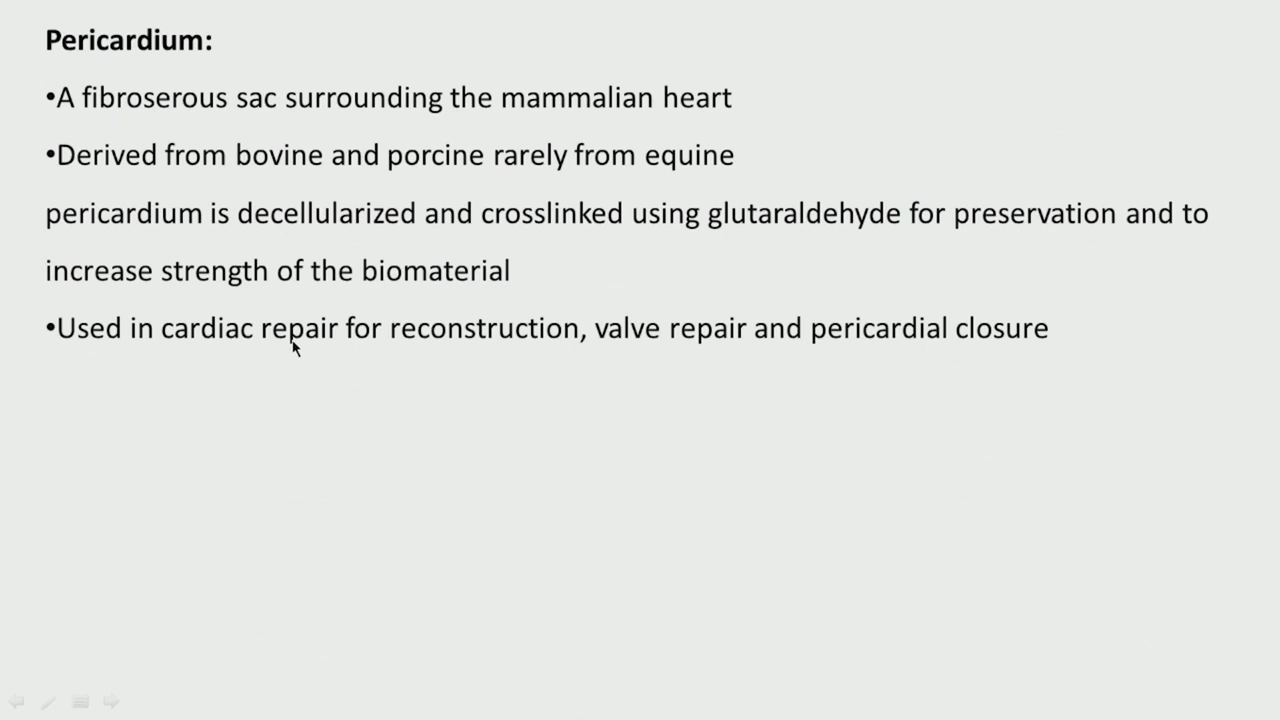 Pericardium:
•A fibroserous sac surrounding the mammalian heart
•Derived from bovine and porcine rarely from equine
pericardium is decellularized and crosslinked using glutaraldehyde for preservation and to
increase strength of the biomaterial
•Used in cardiac repair for reconstruction, valve repair and pericardial closure